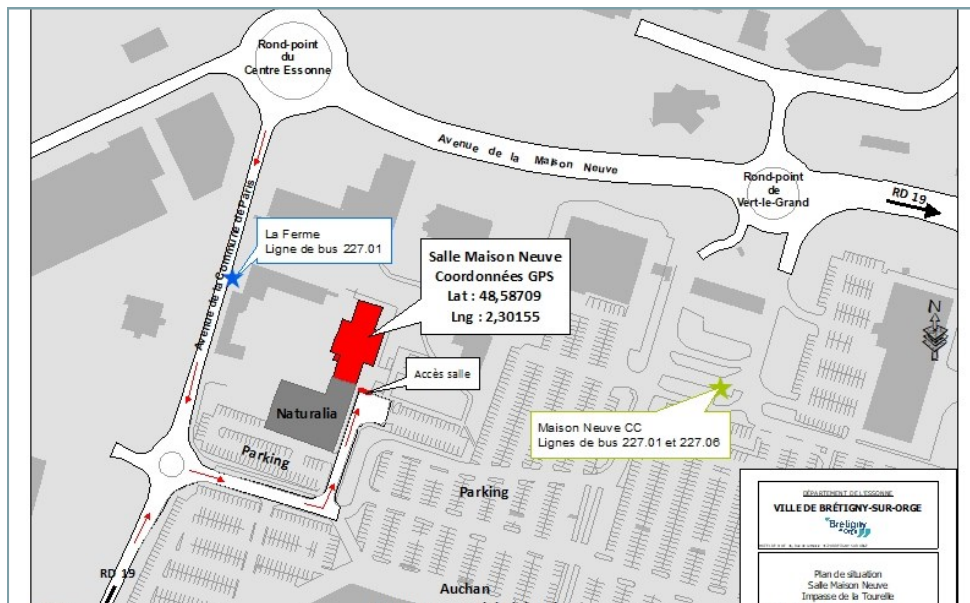 Rond-point
du
Centre Essonne
Avenue de la Maison Neuve
Rond-point
de
Vert-le-Grand
RD 19
Avenue de la Commune de Paris
La Ferme
Ligne de bus 227.01
Salle Maison Neuve
Coordonnées GPS
Lat : 48,58709
Lng : 2,30155
N
Accès salle
Naturalia
Maison Neuve CC
Lignes de bus 227.01 et 227.06
Parking
Parking
RD 19
Auchan
DÉPARTEMENT DE L'ESSONNE
VILLE DE BRÉTIGNY-SUR-ORGE
Brétigny
Plan de situation
Salle Maison Neuve
Impasse de la Tourelle